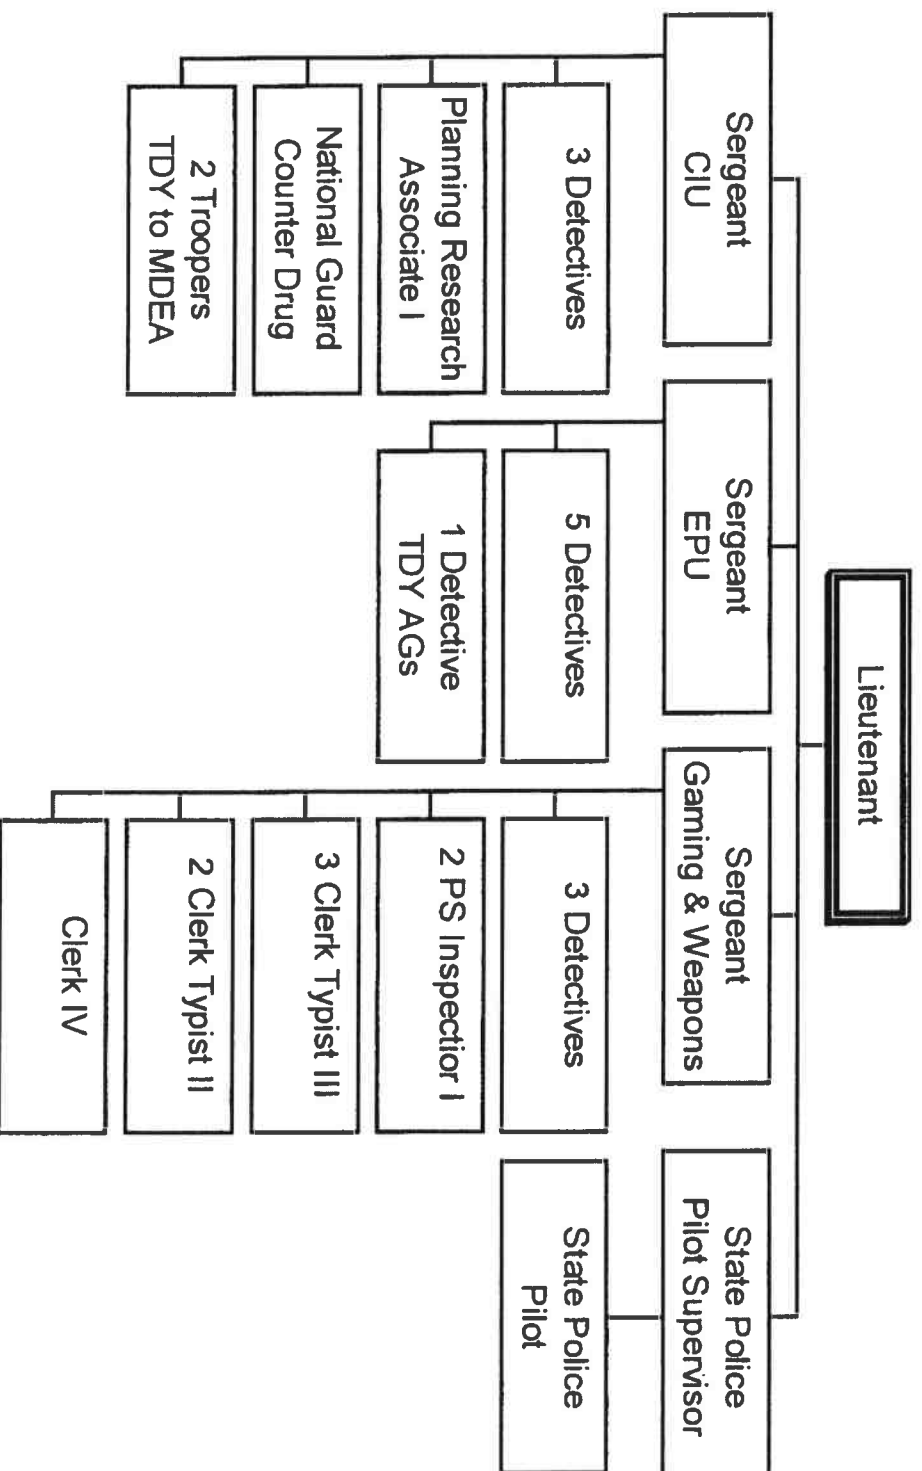 Lieutenant
Sergeant
CIU
3 Detectives
Planning Research
Associate I
National Guard
Counter Drug
2 Troopers
TDY to MDEA
Sergeant
EPU
5 Detectives
1 Detective
TDY AGs
Sergeant
Gaming & Weapons
3 Detectives
2 PS Inspectior I
3 Clerk Typist III
2 Clerk Typist II
Clerk IV
State Police
Pilot Supervisor
State Police
Pilot